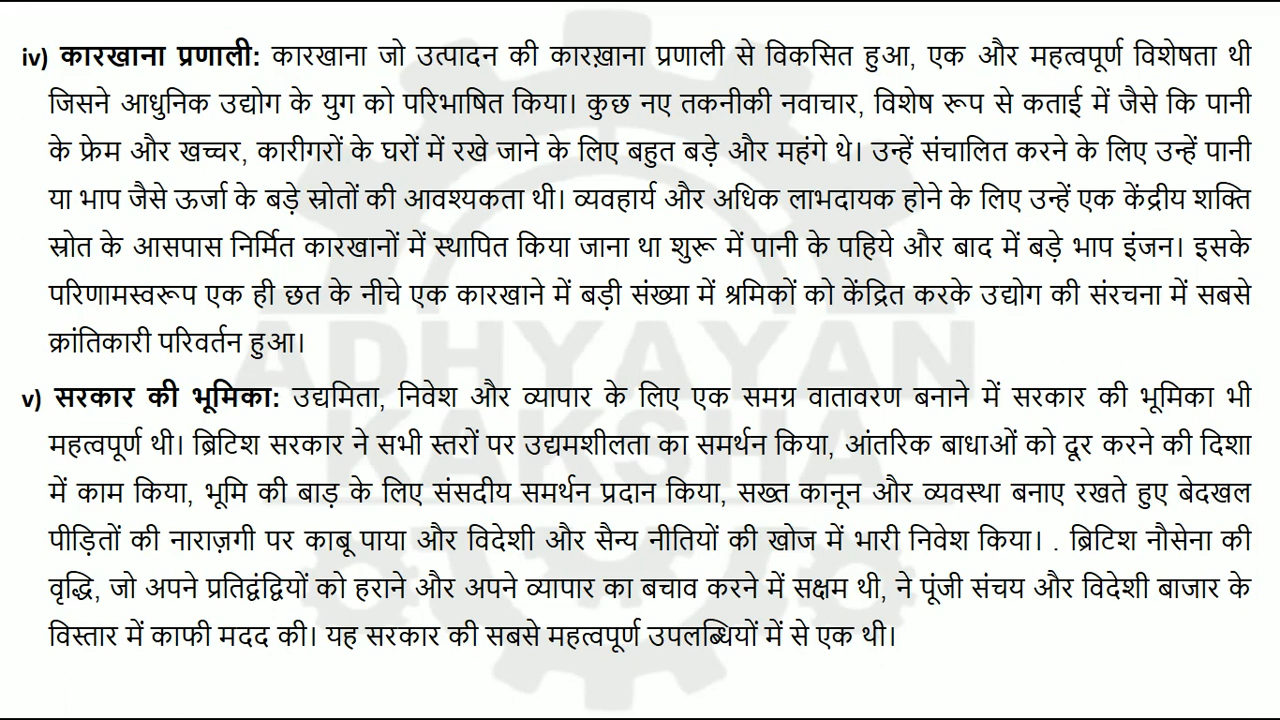 iv) कारखाना प्रणाली: कारखाना जो उत्पादन की कारख़ाना प्रणाली से विकसित हुआ, एक और महत्वपूर्ण विशेषता थी
जिसने आधुनिक उद्योग के युग को परिभाषित किया। कुछ नए तकनीकी नवाचार, विशेष रूप से कताई में जैसे कि पानी
के फ्रेम और खच्चर, कारीगरों के घरों में रखे जाने के लिए बहुत बड़े और महंगे थे। उन्हें संचालित करने के लिए उन्हें पानी
या भाप जैसे ऊर्जा के बड़े स्रोतों की आवश्यकता थी। व्यवहार्य और अधिक लाभदायक होने के लिए उन्हें एक केंद्रीय शक्ति
स्रोत के आसपास निर्मित कारखानों में स्थापित किया जाना था शुरू में पानी के पहिये और बाद में बड़े भाप इंजन। इसके
परिणामस्वरूप एक ही छत के नीचे एक कारखाने में बड़ी संख्या में श्रमिकों को केंद्रित करके उद्योग की संरचना में सबसे
क्रांतिकारी परिवर्तन हुआ।
ADHYAYAN
v) सरकार की भूमिका: उद्यमिता, निवेश और व्यापार के लिए एक समग्र वातावरण बनाने में सरकार की भूमिका भी
महत्वपूर्ण थी। ब्रिटिश सरकार ने सभी स्तरों पर उद्यमशीलता का समर्थन किया, आंतरिक बाधाओं को दूर करने की दिशा
KAKSHA
में काम किया, भूमि की बाड़ के लिए संसदीय समर्थन प्रदान किया, सख्त कानून और व्यवस्था बनाए रखते हुए बेदखल
पीड़ितों की नाराज़गी पर काबू पाया और विदेशी और सैन्य नीतियों की खोज में भारी निवेश किया। . ब्रिटिश नौसेना की
वृद्धि, जो अपने प्रतिद्वंद्वियों को हराने और अपने व्यापार का बचाव करने में सक्षम थी, ने पूंजी संचय और विदेशी बाजार के
विस्तार में काफी मदद की। यह सरकार की सबसे महत्वपूर्ण उपलब्धियों में से एक थी।